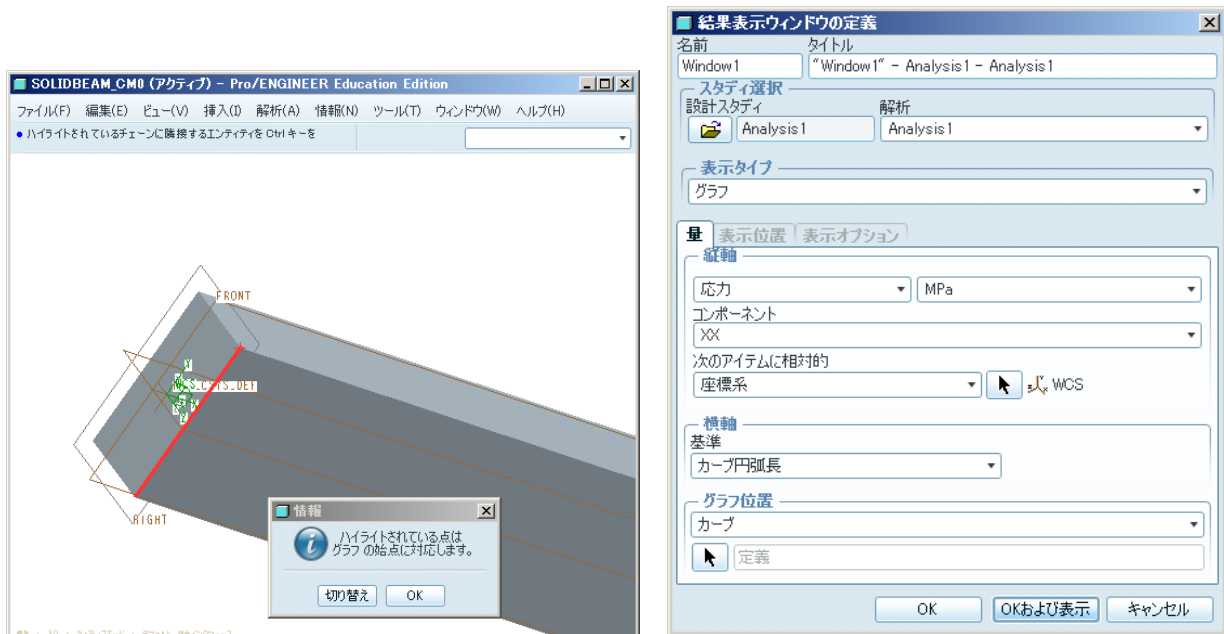 SOLIDBEAM_CM0 (アクティブ) - Pro/ENGINEER Education Edition
ファイル(F) 編集(E) ビュー(V) 挿入(I) 解析(A) 情報(N) ツール(T) ウィンドウ(W) ヘルプ(H)
ハイライトされているチェーンに隣接するエンティティを Ctrl キーを
FRONT
RIGHT
情報
ハイライトされている点は
グラフ の始点に対応します。
切り替え OK
結果表示ウィンドウの定義
名前 タイトル
Window1 "Window1" - Analysis1 - Analysis1
スタディ選択
設計スタディ 解析
Analysis1 Analysis1
表示タイプ
グラフ
量 表示位置 表示オプション
縦軸
応力 MPa
コンポーネント
XX
次のアイテムに相対的
座標系 WCS
横軸
基準
カーブ円弧長
グラフ位置
カーブ
定義
OK OKおよび表示 キャンセル